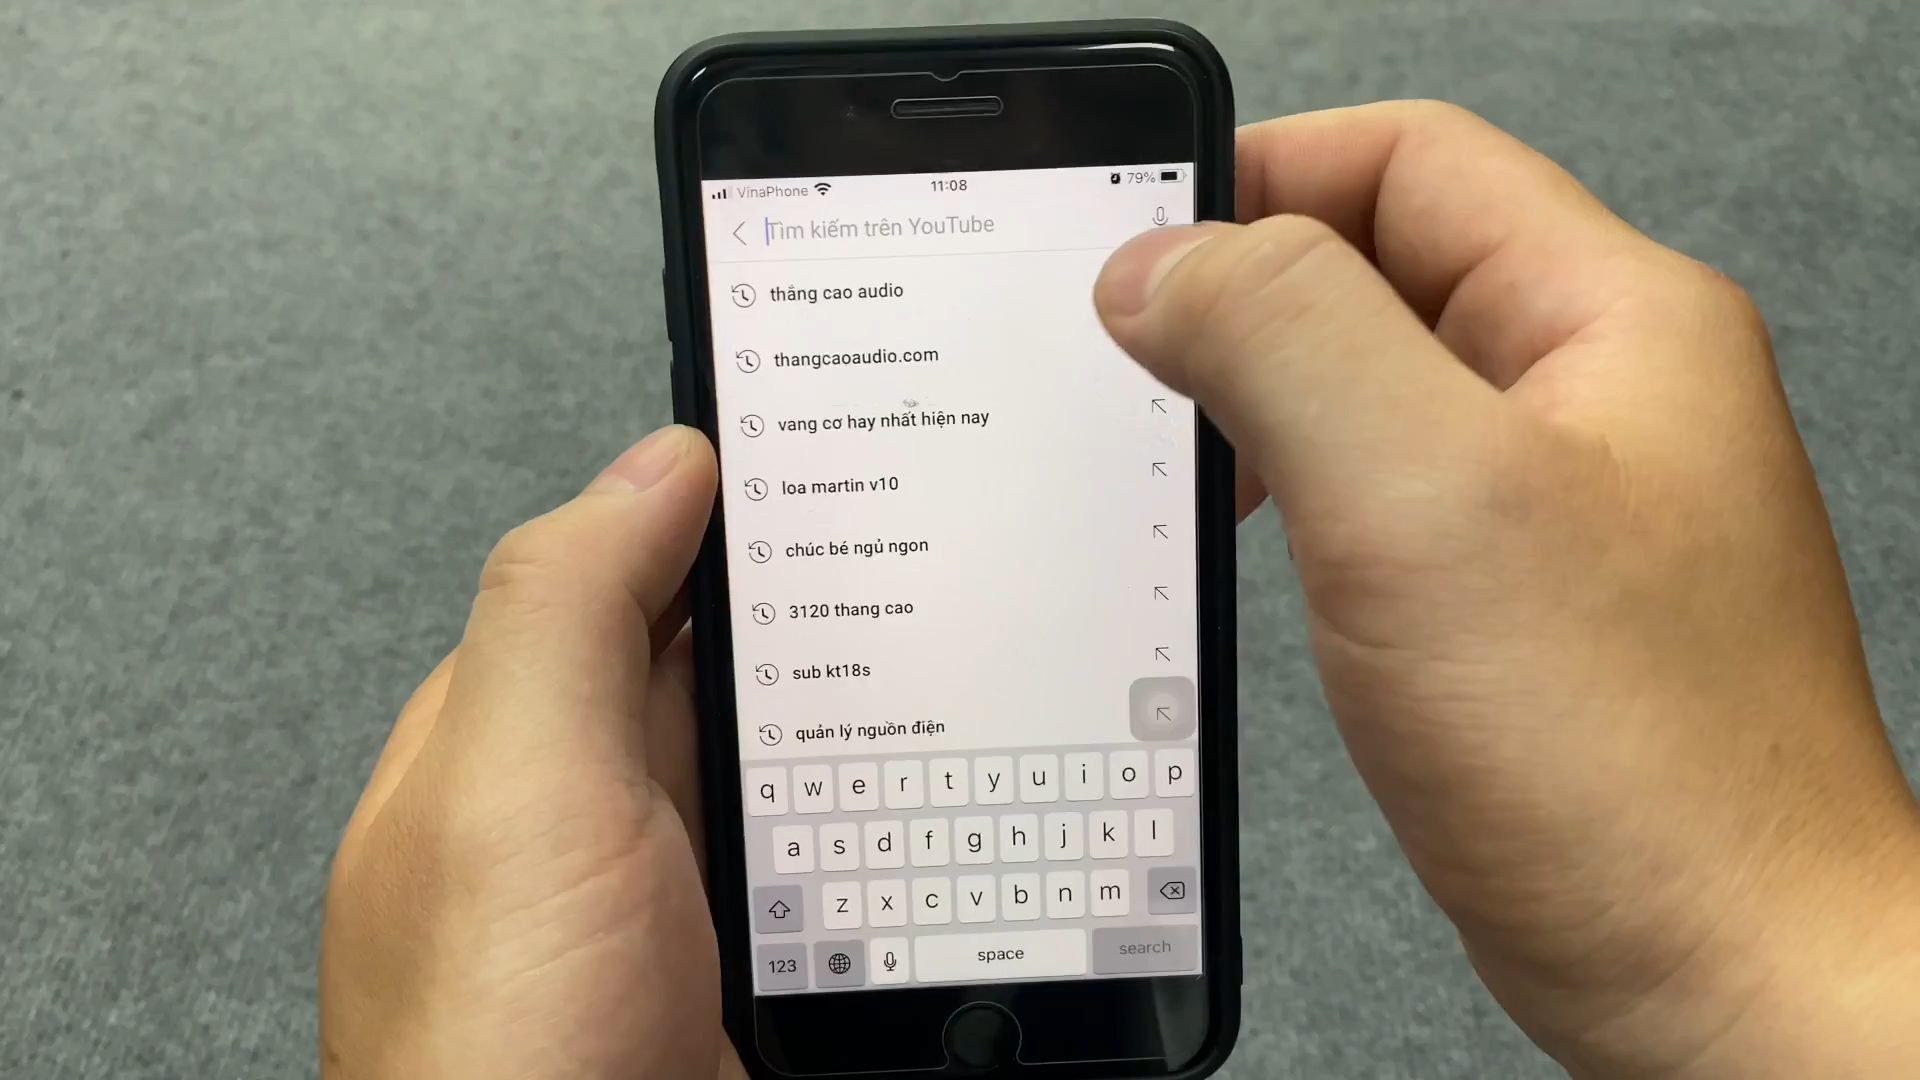 VinaPhone 11:08 79%
Tìm kiếm trên YouTube
thắng cao audio
thangcaoaudio.com
vang cơ hay nhất hiện nay
loa martin v10
chúc bé ngủ ngon
3120 thang cao
sub kt18s
quản lý nguồn điện
q w e r t y u i o p
a s d f g h j k l
z x c v b n m
123 space search